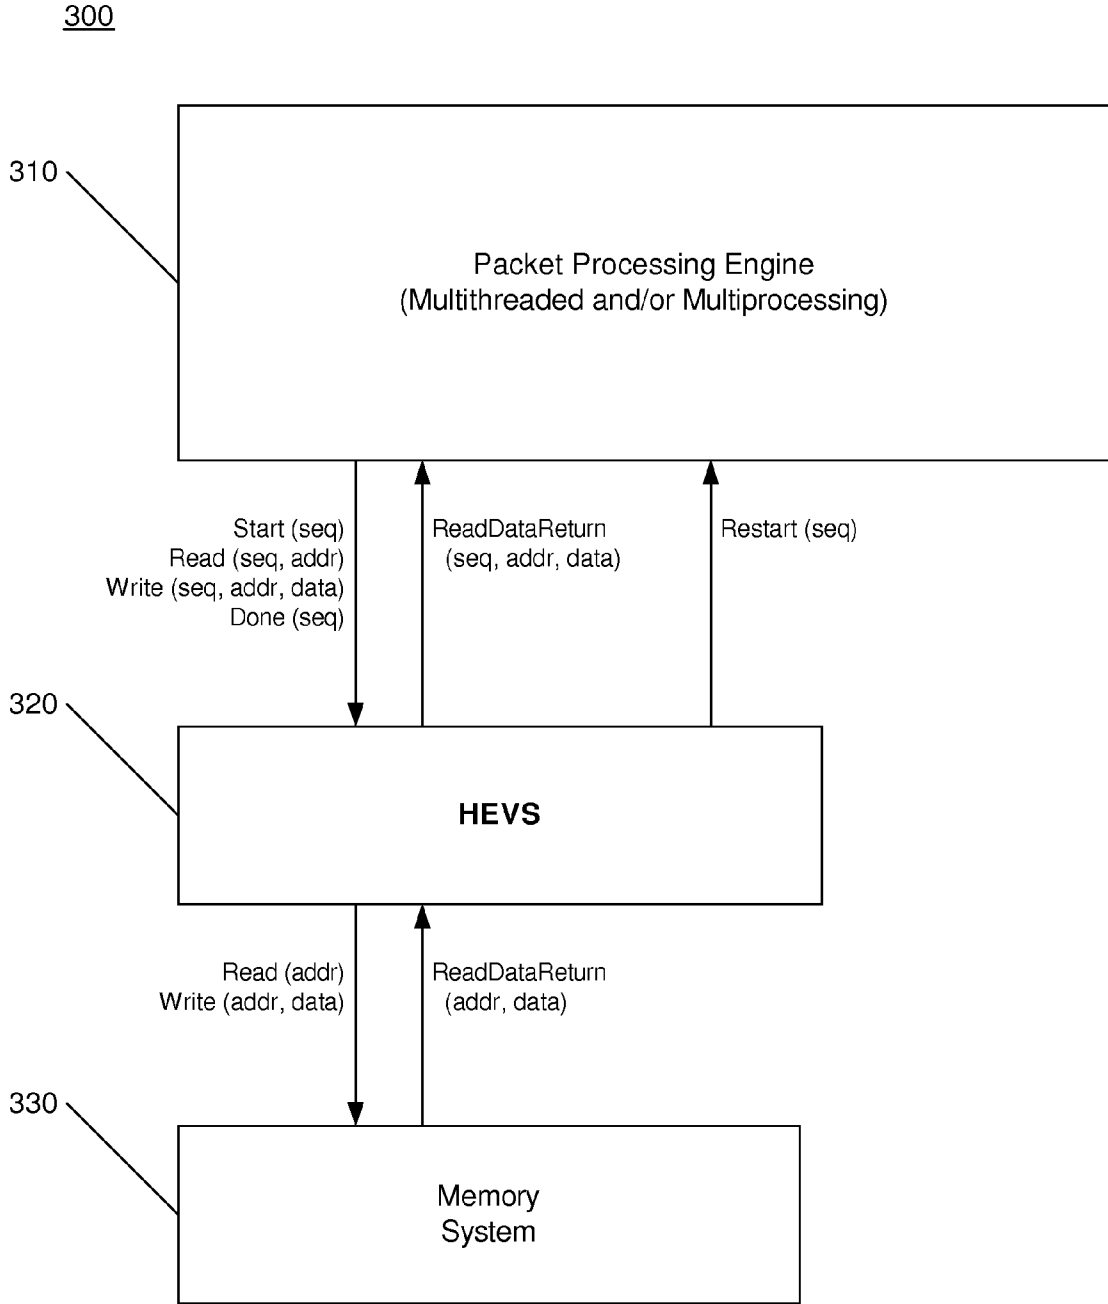 300
310
Packet Processing Engine
(Multithreaded and/or Multiprocessing)
Start (seq)
Read (seq, addr)
Write (seq, addr, data)
Done (seq)
ReadDataReturn
(seq, addr, data)
Restart (seq)
320
HEVS
Read (addr)
Write (addr, data)
ReadDataReturn
(addr, data)
330
Memory
System